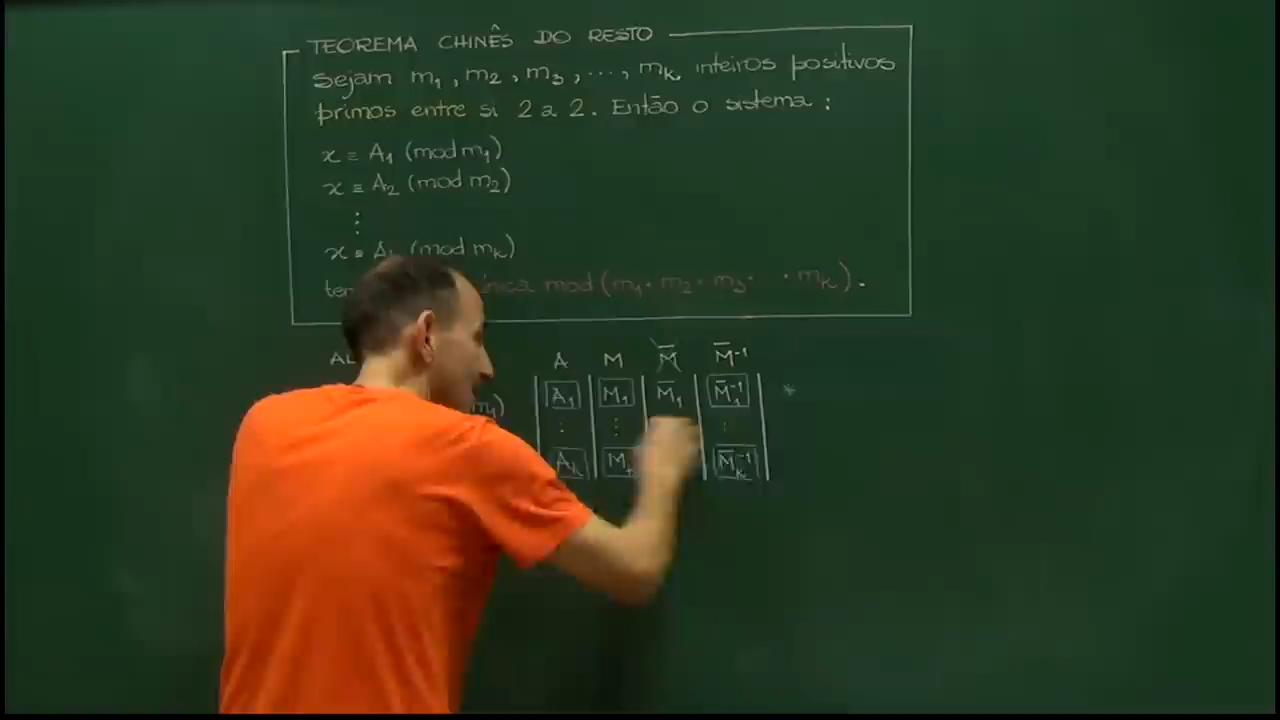 TEOREMA CHINÊS DO RESTO
Sejam m₁, m₂, m₃, ..., mₖ inteiros positivos
primos entre si 2 a 2. Então o sistema:
x ≡ A₁ (mod m₁)
x ≡ A₂ (mod m₂)
⋮
x ≡ Aₖ (mod mₖ)
mod (m₁ · m₂ · m₃ · ... · mₖ).
A M M̄ M̄⁻¹
A₁ M₁ M̄₁ M̄₁⁻¹ *
⋮ ⋮ ⋮
Aₖ Mₖ M̄ₖ⁻¹